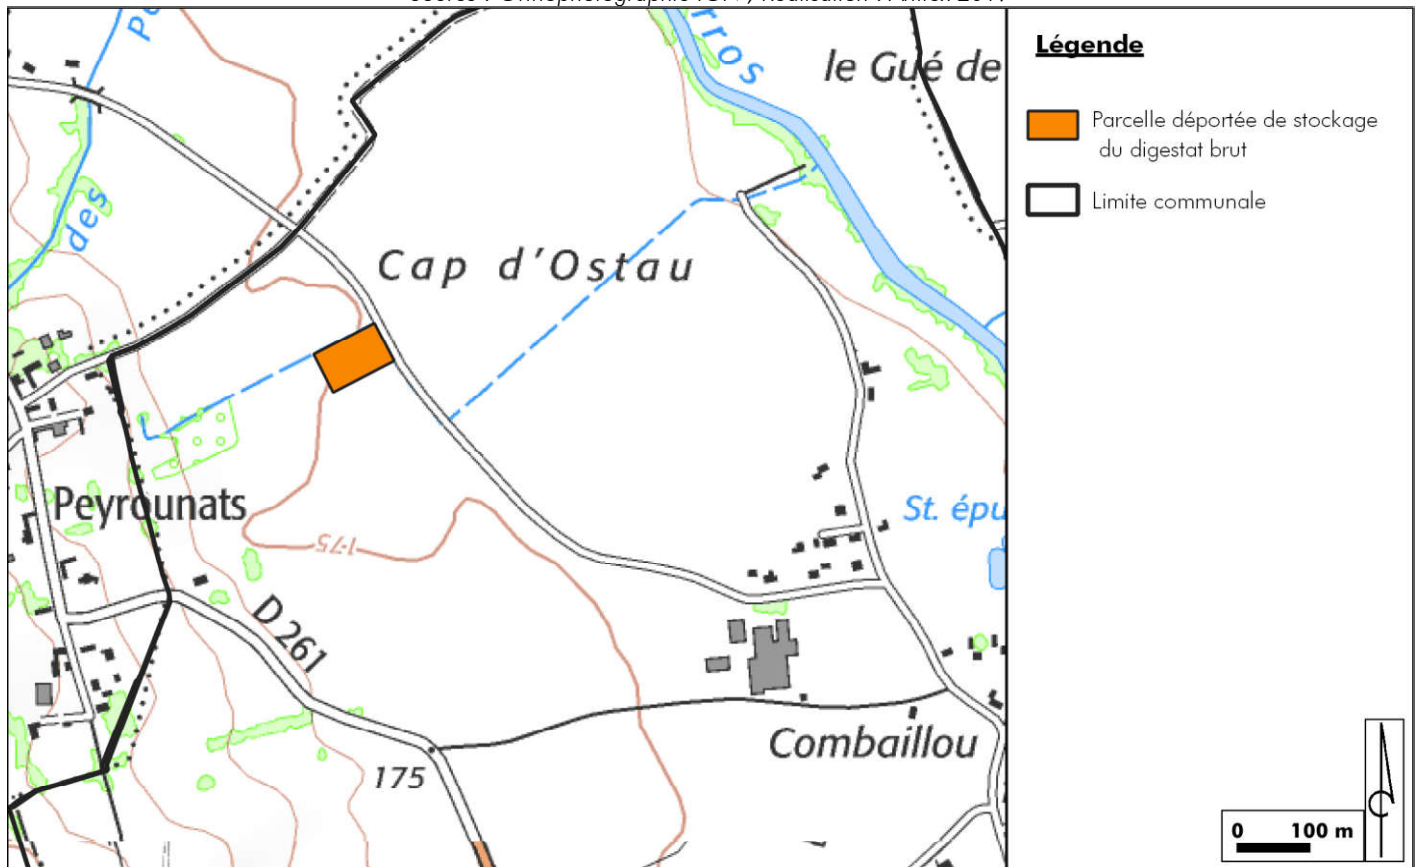 le Gué de
des
Cap d'Ostau
Peyrounats
175
St. épu
D 261
Combaillou
175
Légende
Parcelle déportée de stockage
du digestat brut
Limite communale
0 100 m